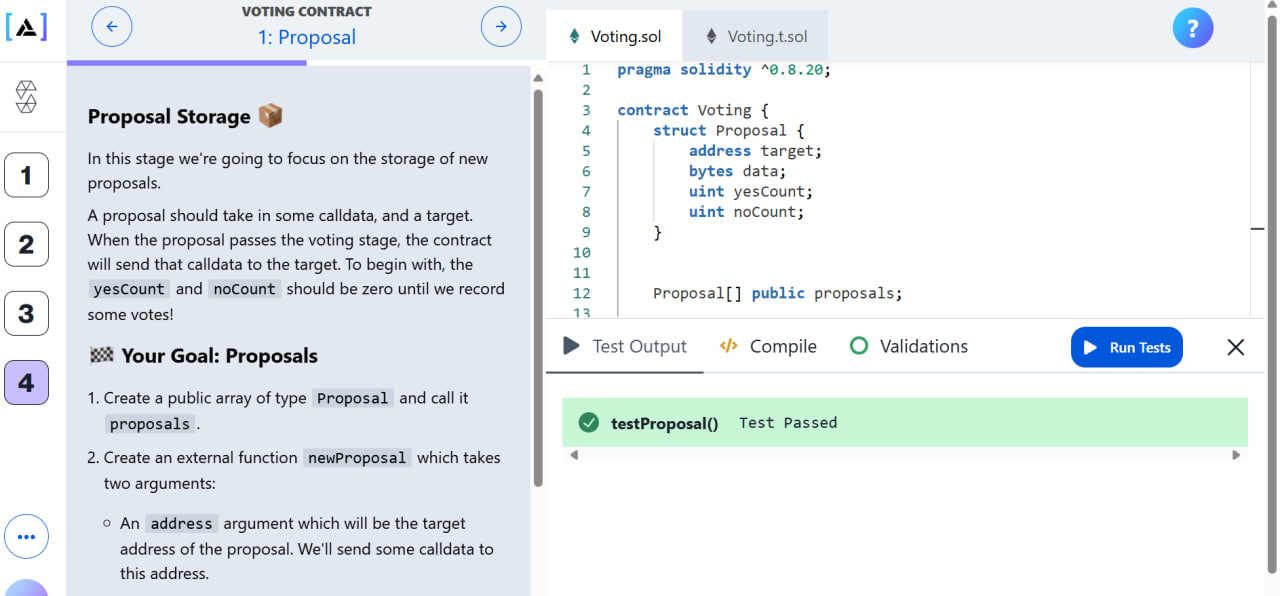 VOTING CONTRACT
1: Proposal
1
2
3
4
Proposal Storage 📦
In this stage we're going to focus on the storage of new
proposals.
A proposal should take in some calldata, and a target.
When the proposal passes the voting stage, the contract
will send that calldata to the target. To begin with, the
yesCount and noCount should be zero until we record
some votes!
🏁 Your Goal: Proposals
1. Create a public array of type Proposal and call it
proposals .
2. Create an external function newProposal which takes
two arguments:
○ An address argument which will be the target
address of the proposal. We'll send some calldata to
this address.
Voting.sol
Voting.t.sol
?
1 pragma solidity ^0.8.20;
2
3 contract Voting {
4 struct Proposal {
5 address target;
6 bytes data;
7 uint yesCount;
8 uint noCount;
9 }
10
11
12 Proposal[] public proposals;
13
Test Output
</> Compile
Validations
Run Tests
testProposal() Test Passed